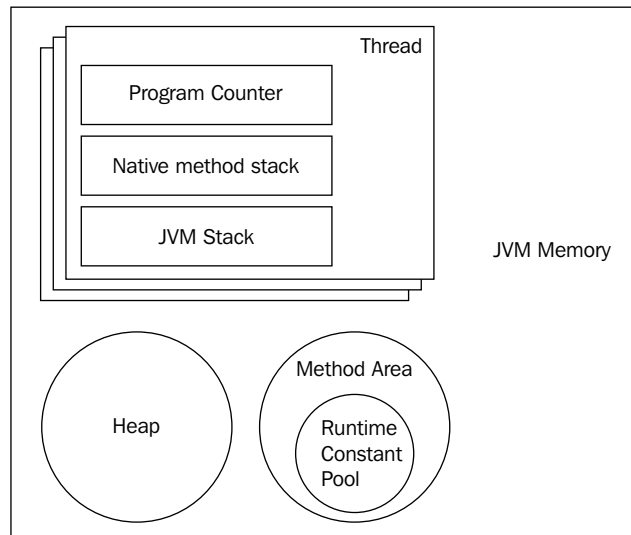 Thread
Program Counter
Native method stack
JVM Stack
JVM Memory
Heap
Method Area
Runtime
Constant
Pool